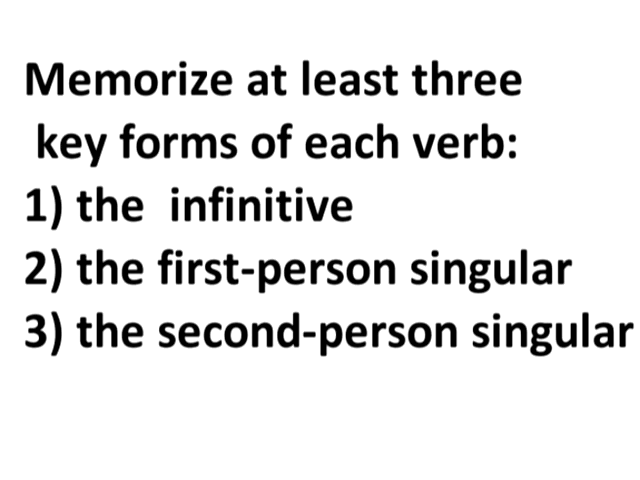 Memorize at least three
key forms of each verb:
1) the infinitive
2) the first-person singular
3) the second-person singular